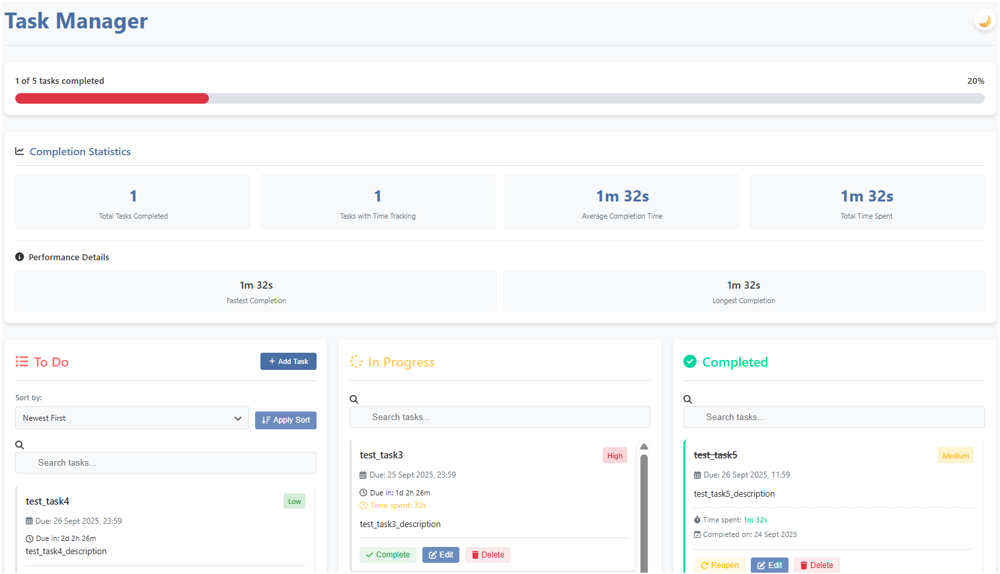 Task Manager
1 of 5 tasks completed
20%
Completion Statistics
1
Total Tasks Completed
1
Tasks with Time Tracking
1m 32s
Average Completion Time
1m 32s
Total Time Spent
Performance Details
1m 32s
Fastest Completion
1m 32s
Longest Completion
To Do
+ Add Task
Sort by:
Newest First
Apply Sort
Search tasks...
test_task4
Low
Due: 26 Sept 2025, 23:59
Due in: 2d 2h 26m
test_task4_description
In Progress
Search tasks...
test_task3
High
Due: 25 Sept 2025, 23:59
Due in: 1d 2h 26m
Time spent: 32s
test_task3_description
Complete
Edit
Delete
Completed
Search tasks...
test_task5
Medium
Due: 26 Sept 2025, 11:59
test_task5_description
Time spent: 1m 32s
Completed on: 24 Sept 2025
Reopen
Edit
Delete